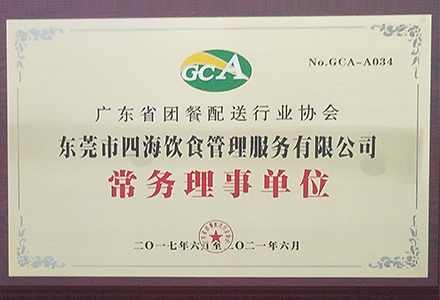 GCA
No.GCA-A034
广东省团餐配送行业协会
东莞市四海饮食管理服务有限公司
常务理事单位
二〇一七年六月至二〇二一年六月